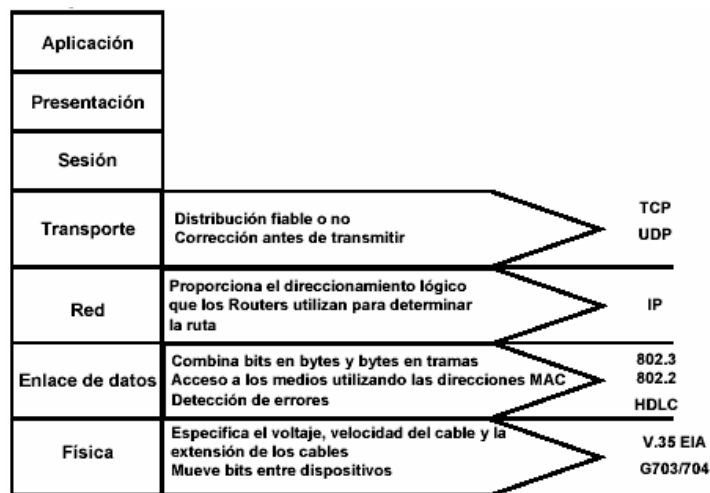 Aplicación
Presentación
Sesión
Transporte
Distribución fiable o no
Corrección antes de transmitir
TCP
UDP
Red
Proporciona el direccionamiento lógico
que los Routers utilizan para determinar
la ruta
IP
Enlace de datos
Combina bits en bytes y bytes en tramas
Acceso a los medios utilizando las direcciones MAC
Detección de errores
802.3
802.2
HDLC
Física
Especifica el voltaje, velocidad del cable y la
extensión de los cables
Mueve bits entre dispositivos
V.35 EIA
G703/704